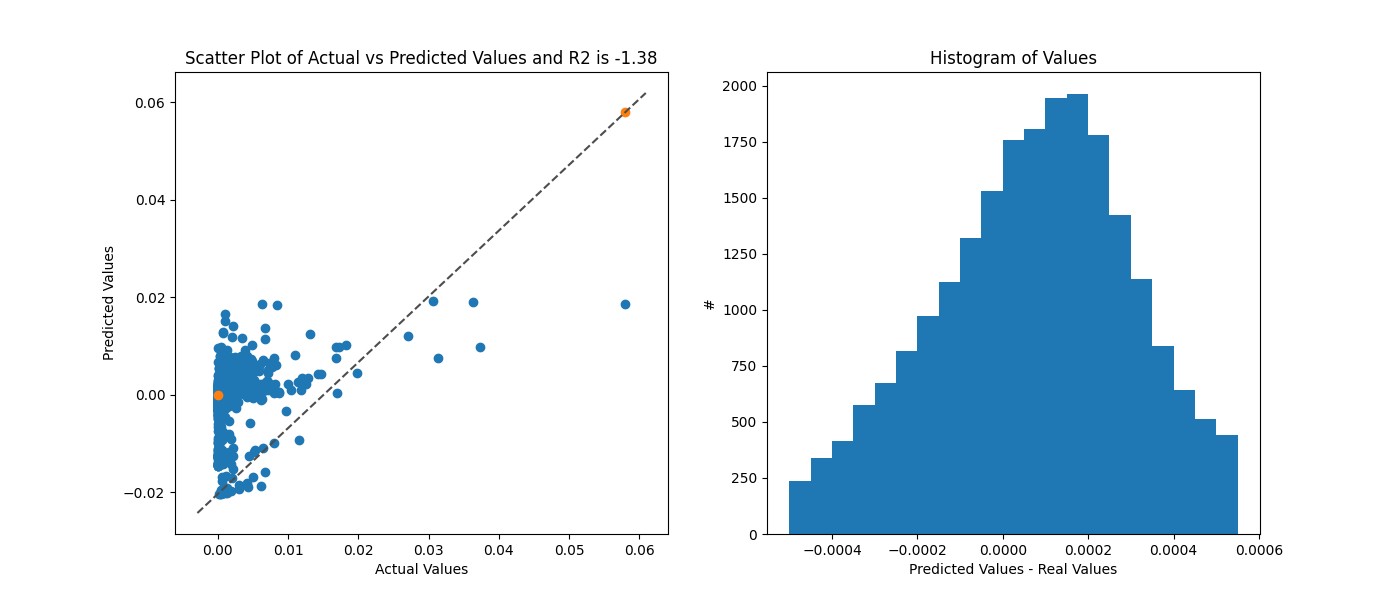 Scatter Plot of Actual vs Predicted Values and R2 is -1.38
0.06
0.04
0.02
0.00
−0.02
Predicted Values
0.00 0.01 0.02 0.03 0.04 0.05 0.06
Actual Values
Histogram of Values
2000
1750
1500
1250
1000
750
500
250
0
#
−0.0004 −0.0002 0.0000 0.0002 0.0004 0.0006
Predicted Values - Real Values